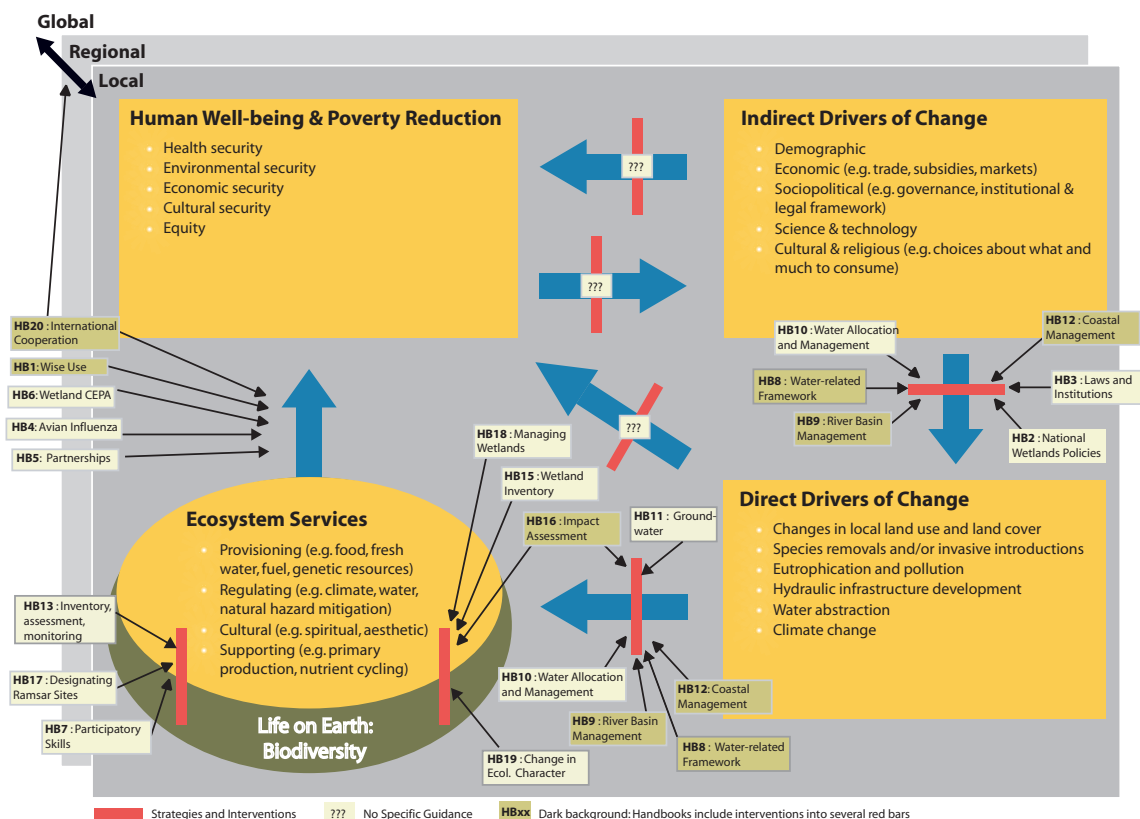 Global
Regional
Local
Human Well-being & Poverty Reduction
Health security
Environmental security
Economic security
Cultural security
Equity
Indirect Drivers of Change
Demographic
Economic (e.g. trade, subsidies, markets)
Sociopolitical (e.g. governance, institutional &
legal framework)
Science & technology
Cultural & religious (e.g. choices about what and
much to consume)
???
???
HB20 : International
Cooperation
HB1: Wise Use
HB6: Wetland CEPA
HB4: Avian Influenza
HB5: Partnerships
HB10 : Water Allocation
and Management
HB12 : Coastal
Management
HB8 : Water-related
Framework
HB3 : Laws and
Institutions
HB9 : River Basin
Management
HB2 : National
Wetlands Policies
???
HB18 : Managing
Wetlands
HB15 : Wetland
Inventory
HB16 : Impact
Assessment
HB11 : Ground-
water
Ecosystem Services
Provisioning (e.g. food, fresh
water, fuel, genetic resources)
Regulating (e.g. climate, water,
natural hazard mitigation)
Cultural (e.g. spiritual, aesthetic)
Supporting (e.g. primary
production, nutrient cycling)
Life on Earth:
Biodiversity
Direct Drivers of Change
Changes in local land use and land cover
Species removals and/or invasive introductions
Eutrophication and pollution
Hydraulic infrastructure development
Water abstraction
Climate change
HB13 : Inventory,
assessment,
monitoring
HB17 : Designating
Ramsar Sites
HB7 : Participatory
Skills
HB10 : Water Allocation
and Management
HB12: Coastal
Management
HB9 : River Basin
Management
HB8 : Water-related
Framework
HB19 : Change in
Ecol. Character
Strategies and Interventions
??? No Specific Guidance
HBxx Dark background: Handbooks include interventions into several red bars